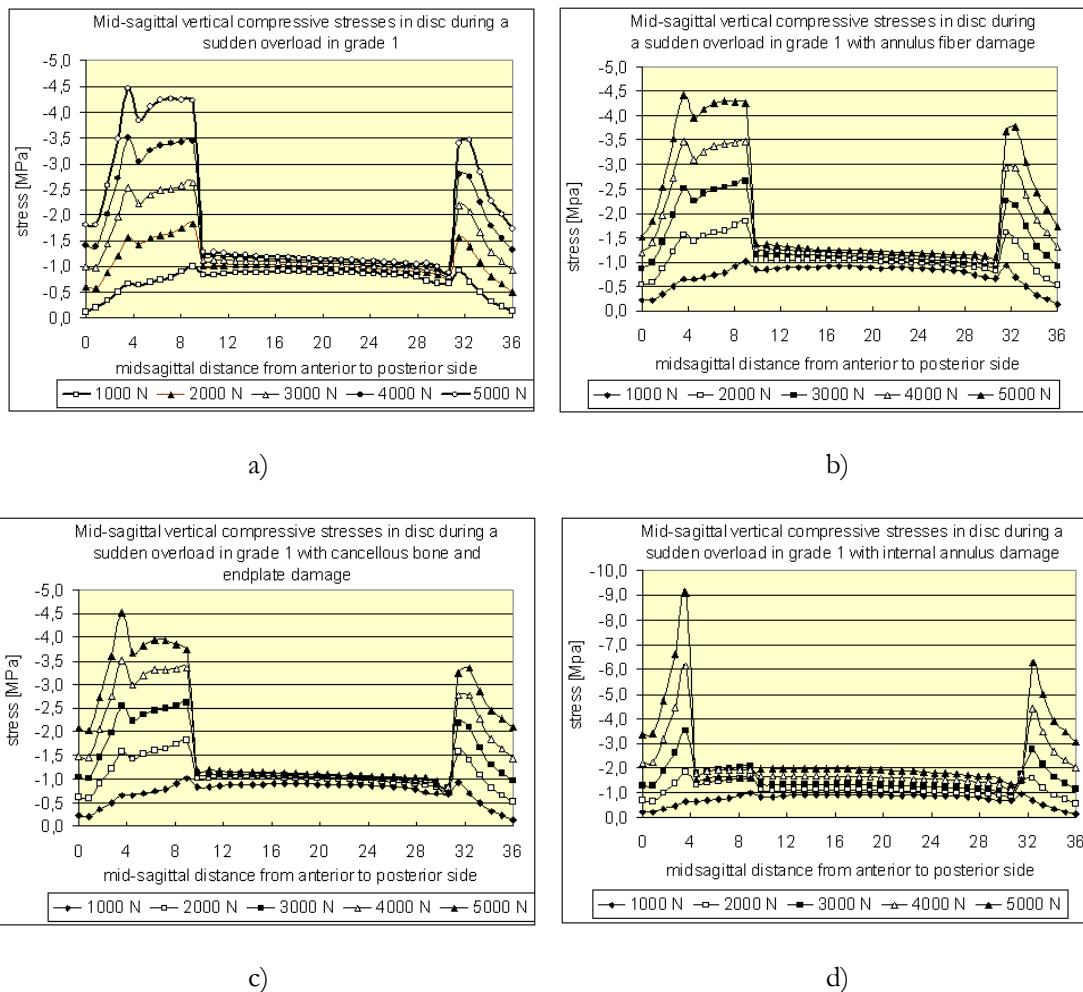 Mid-sagittal vertical compressive stresses in disc during a
sudden overload in grade 1
-5,0
-4,5
-4,0
-3,5
-3,0
-2,5
-2,0
-1,5
-1,0
-0,5
0,0
stress [MPa]
0 4 8 12 16 20 24 28 32 36
midsagittal distance from anterior to posterior side
1000 N 2000 N 3000 N 4000 N 5000 N
a)
Mid-sagittal vertical compressive stresses in disc during
a sudden overload in grade 1 with annulus fiber damage
-5,0
-4,5
-4,0
-3,5
-3,0
-2,5
-2,0
-1,5
-1,0
-0,5
0,0
stress [Mpa]
0 4 8 12 16 20 24 28 32 36
midsagittal distance from anterior to posterior side
1000 N 2000 N 3000 N 4000 N 5000 N
b)
Mid-sagittal vertical compressive stresses in disc during a
sudden overload in grade 1 with cancellous bone and
endplate damage
-5,0
-4,5
-4,0
-3,5
-3,0
-2,5
-2,0
-1,5
-1,0
-0,5
0,0
stress [MPa]
0 4 8 12 16 20 24 28 32 36
mid-sagittal distance from anterior to posterior side
1000 N 2000 N 3000 N 4000 N 5000 N
c)
Mid-sagittal vertical compressive stresses in disc during a
sudden overload in grade 1 with internal annulus damage
-10,0
-9,0
-8,0
-7,0
-6,0
-5,0
-4,0
-3,0
-2,0
-1,0
0,0
stress [Mpa]
0 4 8 12 16 20 24 28 32 36
midsagittal distance from anterior to posterior side
1000 N 2000 N 3000 N 4000 N 5000 N
d)